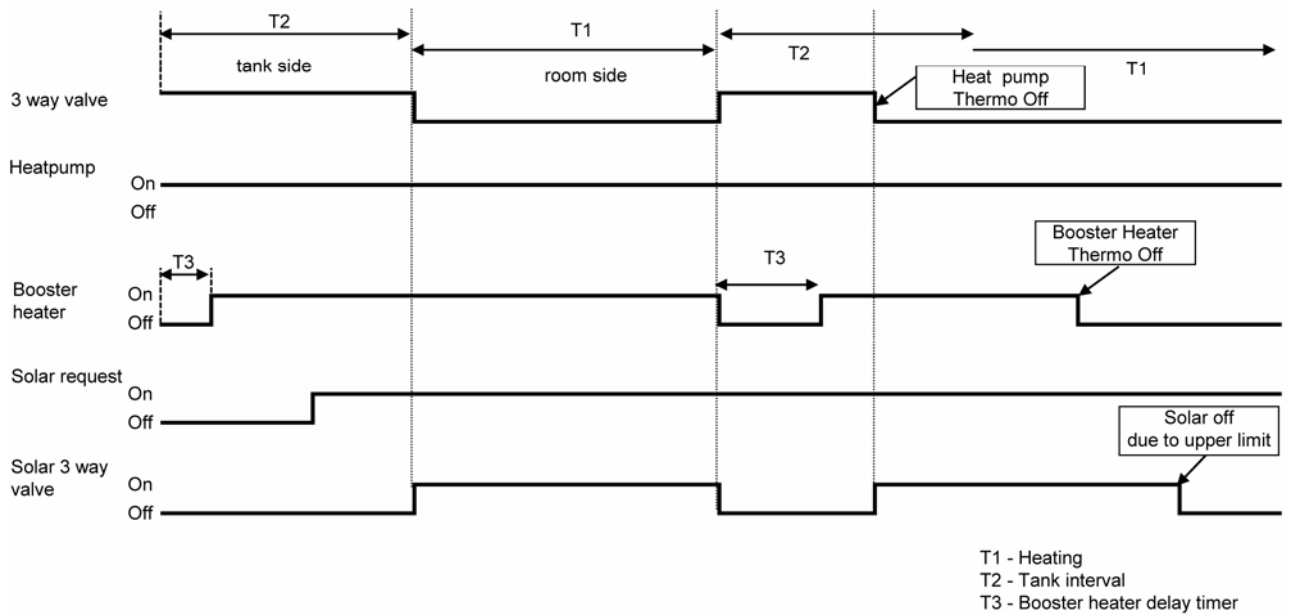 T2
T1
T2
T1
tank side
room side
Heat pump
Thermo Off
3 way valve
Heatpump
On
Off
Booster Heater
Thermo Off
T3
T3
Booster
heater
On
Off
Solar request
On
Off
Solar off
due to upper limit
Solar 3 way
valve
On
Off
T1 - Heating
T2 - Tank interval
T3 - Booster heater delay timer